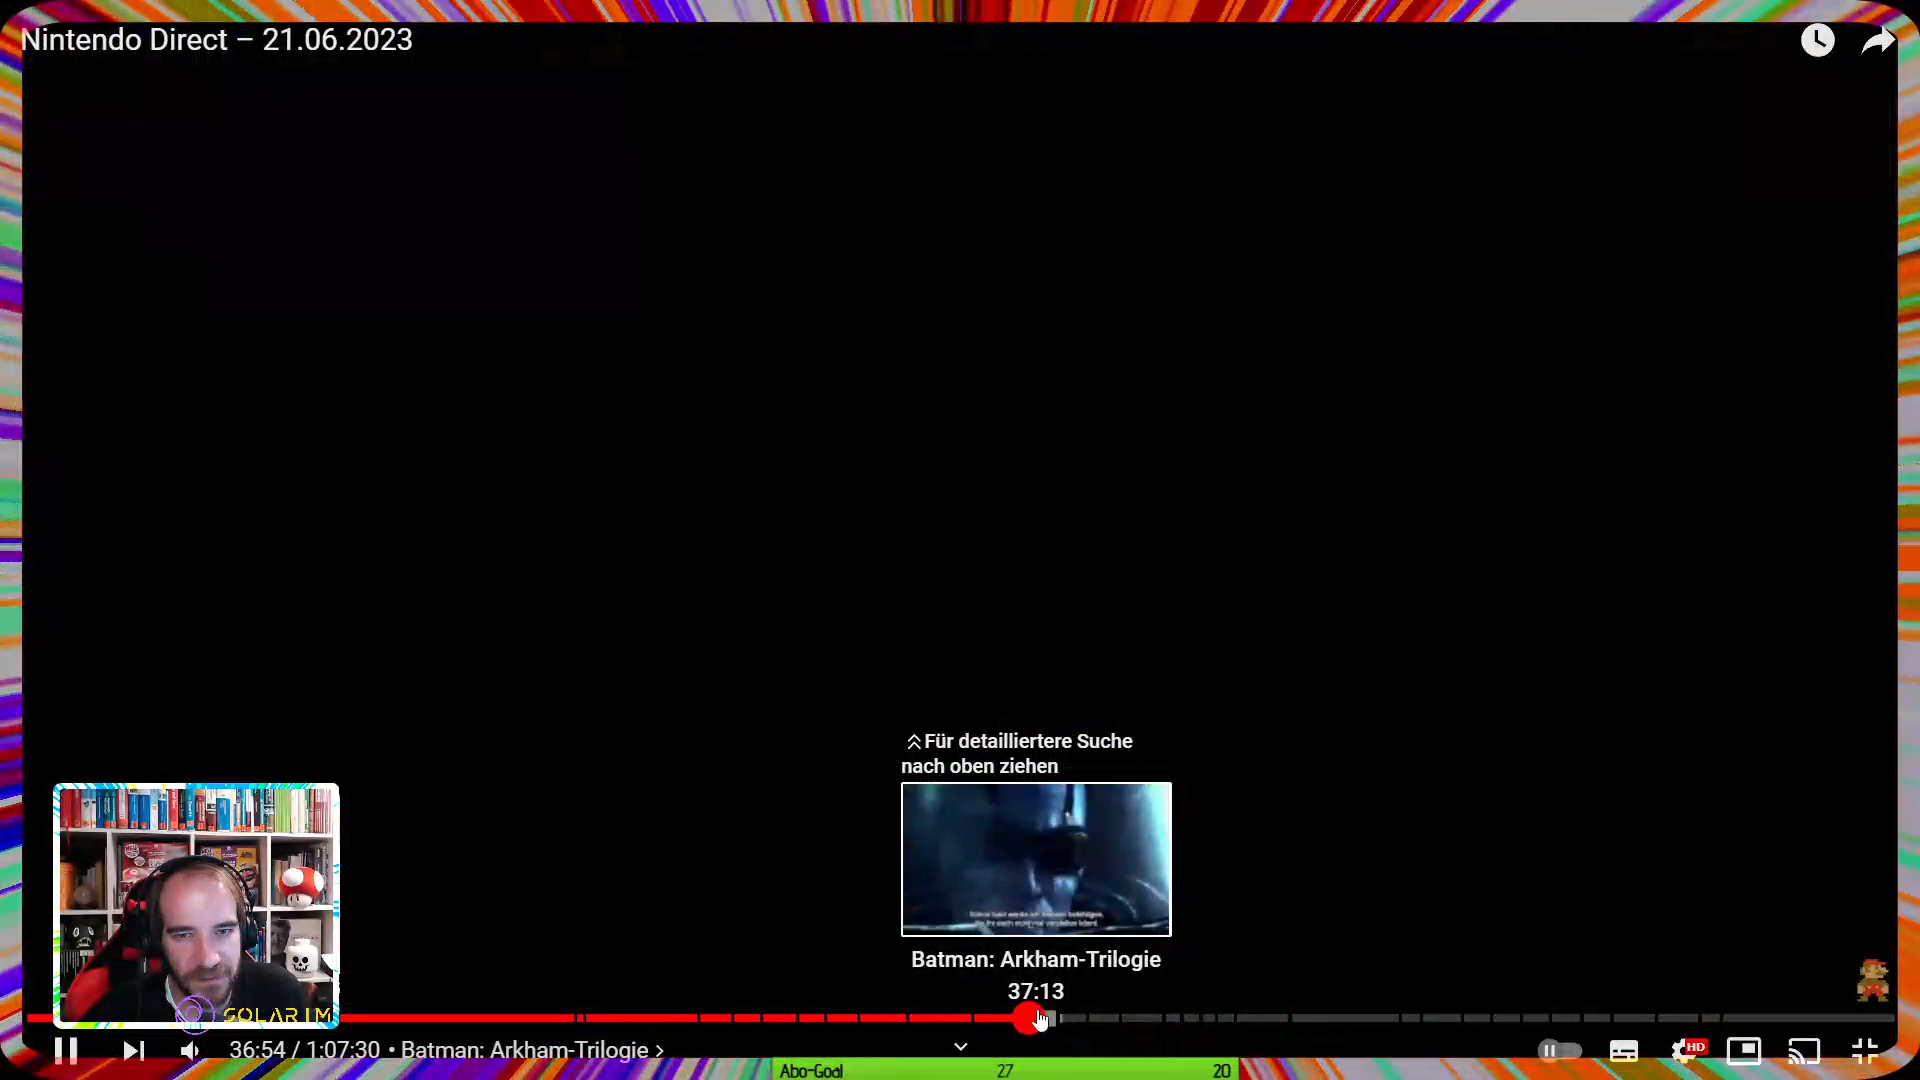 Nintendo Direct – 21.06.2023
Für detailliertere Suche
nach oben ziehen
Batman: Arkham-Trilogie
37:13
SOLARIM
36:54 / 1:07:30 • Batman: Arkham-Trilogie
HD
Abo-Goal 27 20